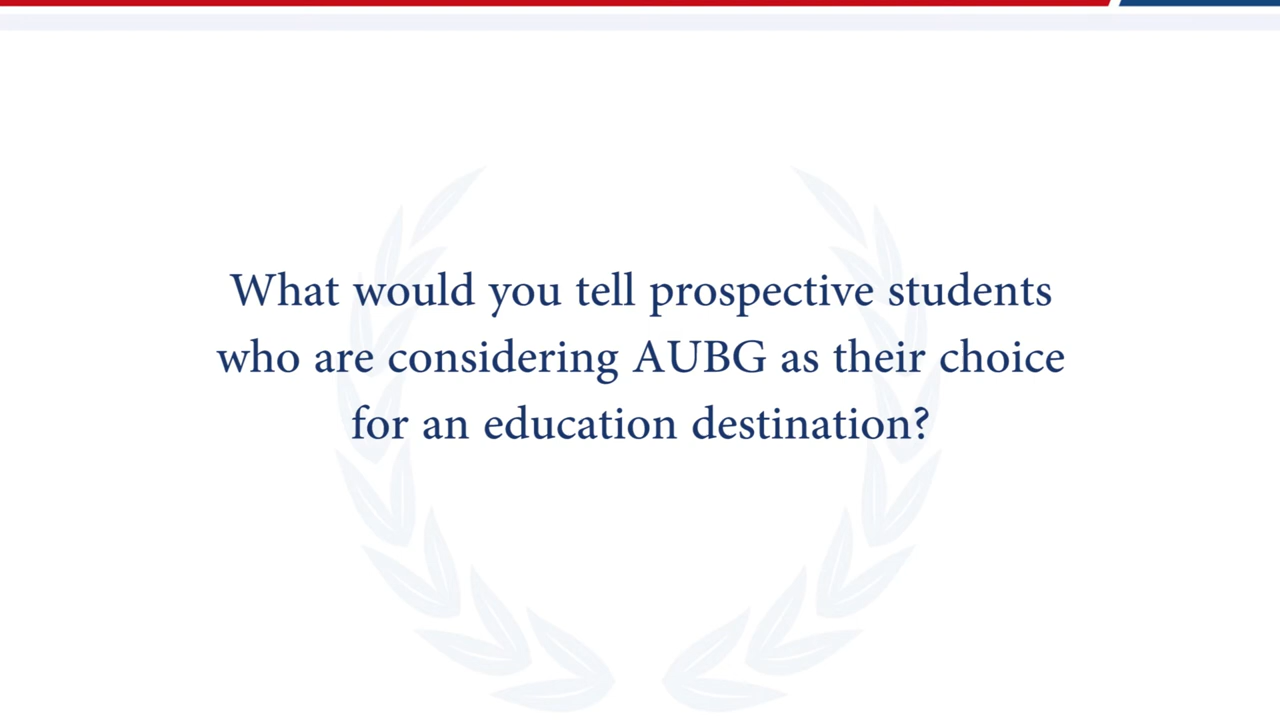 What would you tell prospective students
who are considering AUBG as their choice
for an education destination?